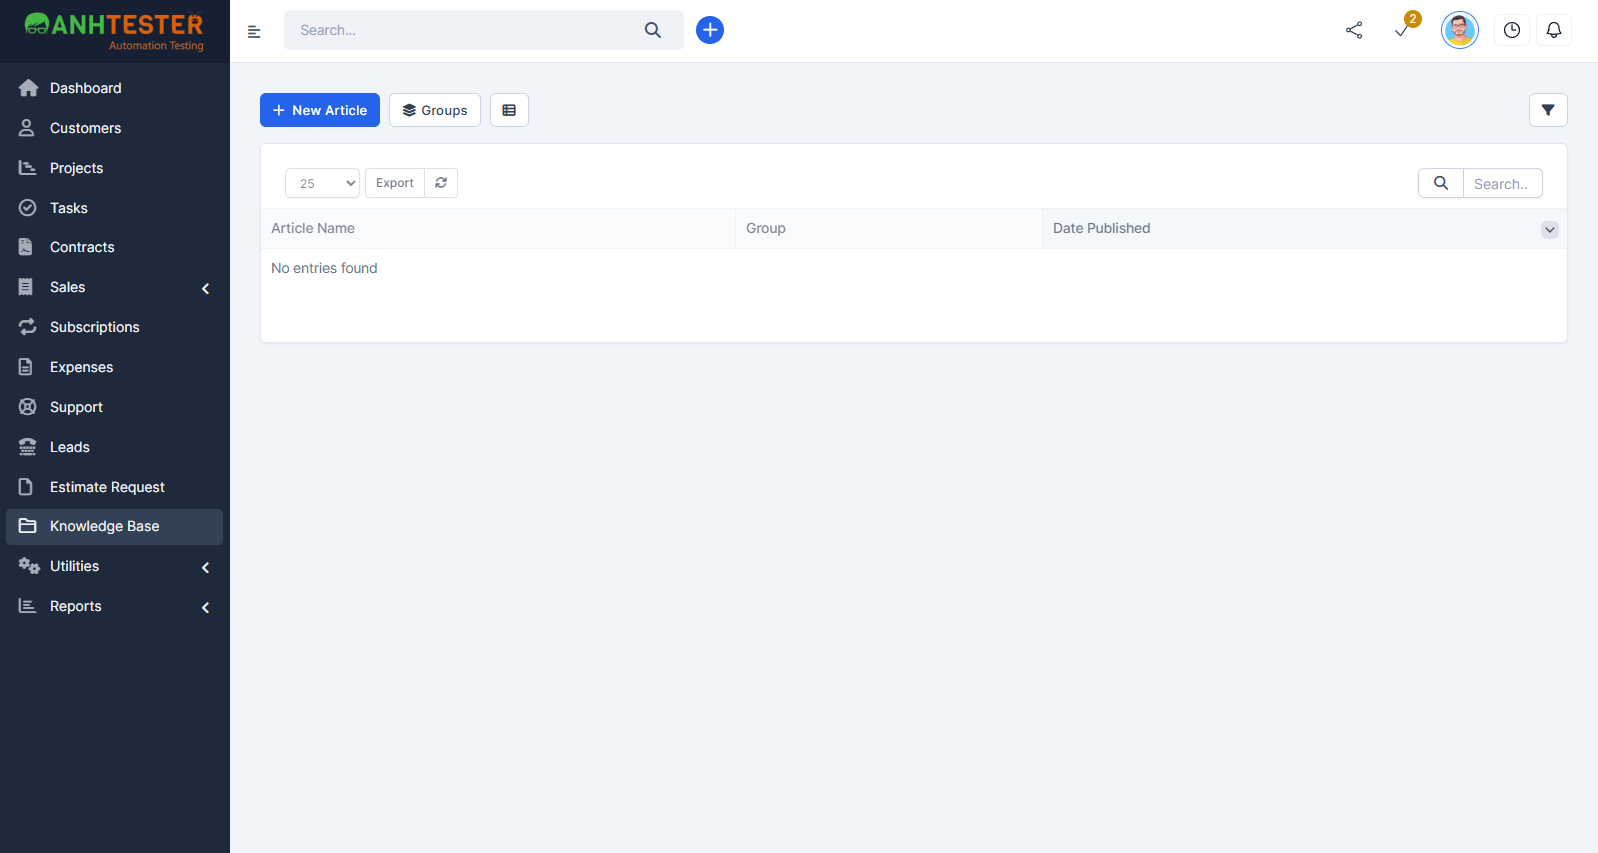 ANHTESTER
Automation Testing
Search...
2
Dashboard
Customers
Projects
Tasks
Contracts
Sales
Subscriptions
Expenses
Support
Leads
Estimate Request
Knowledge Base
Utilities
Reports
New Article
Groups
25
Export
Search..
Article Name
Group
Date Published
No entries found